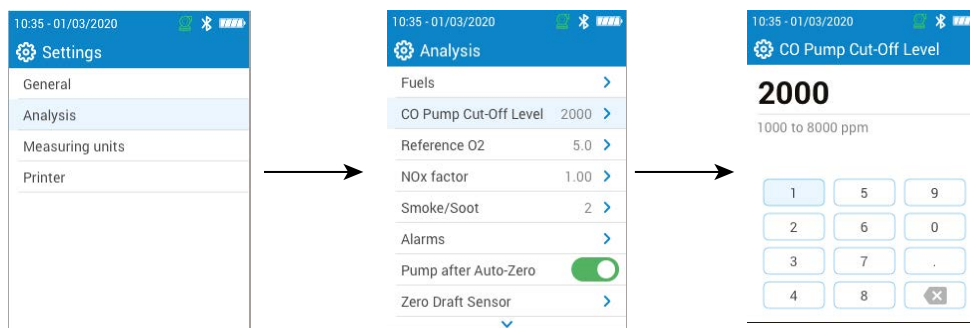 10:35 - 01/03/2020
Settings
General
Analysis
Measuring units
Printer
10:35 - 01/03/2020
Analysis
Fuels
CO Pump Cut-Off Level 2000
Reference O2 5.0
NOx factor 1.00
Smoke/Soot 2
Alarms
Pump after Auto-Zero
Zero Draft Sensor
10:35 - 01/03/2020
CO Pump Cut-Off Level
2000
1000 to 8000 ppm
1 5 9
2 6 0
3 7 .
4 8